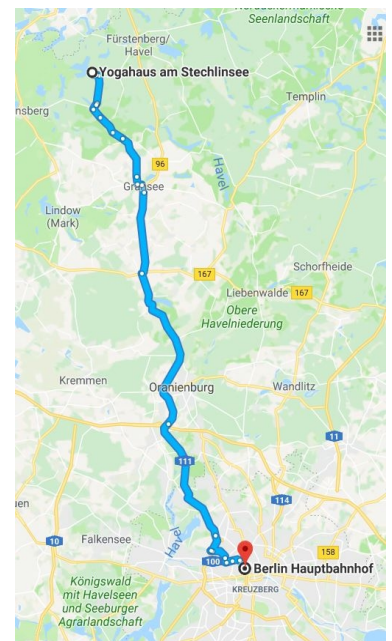 Seenlandschaft
Fürstenberg/
Havel
Yogahaus am Stechlinsee
Templin
nsberg
96
Havel
Gransee
Lindow
(Mark)
Schorfheide
167
Liebenwalde
167
Obere
Havelniederung
Kremmen
Oranienburg
Wandlitz
11
111
114
10
Falkensee
Havel
158
100
Berlin Hauptbahnhof
Königswald
mit Havelseen
und Seeburger
Agrarlandschaft
KREUZBERG